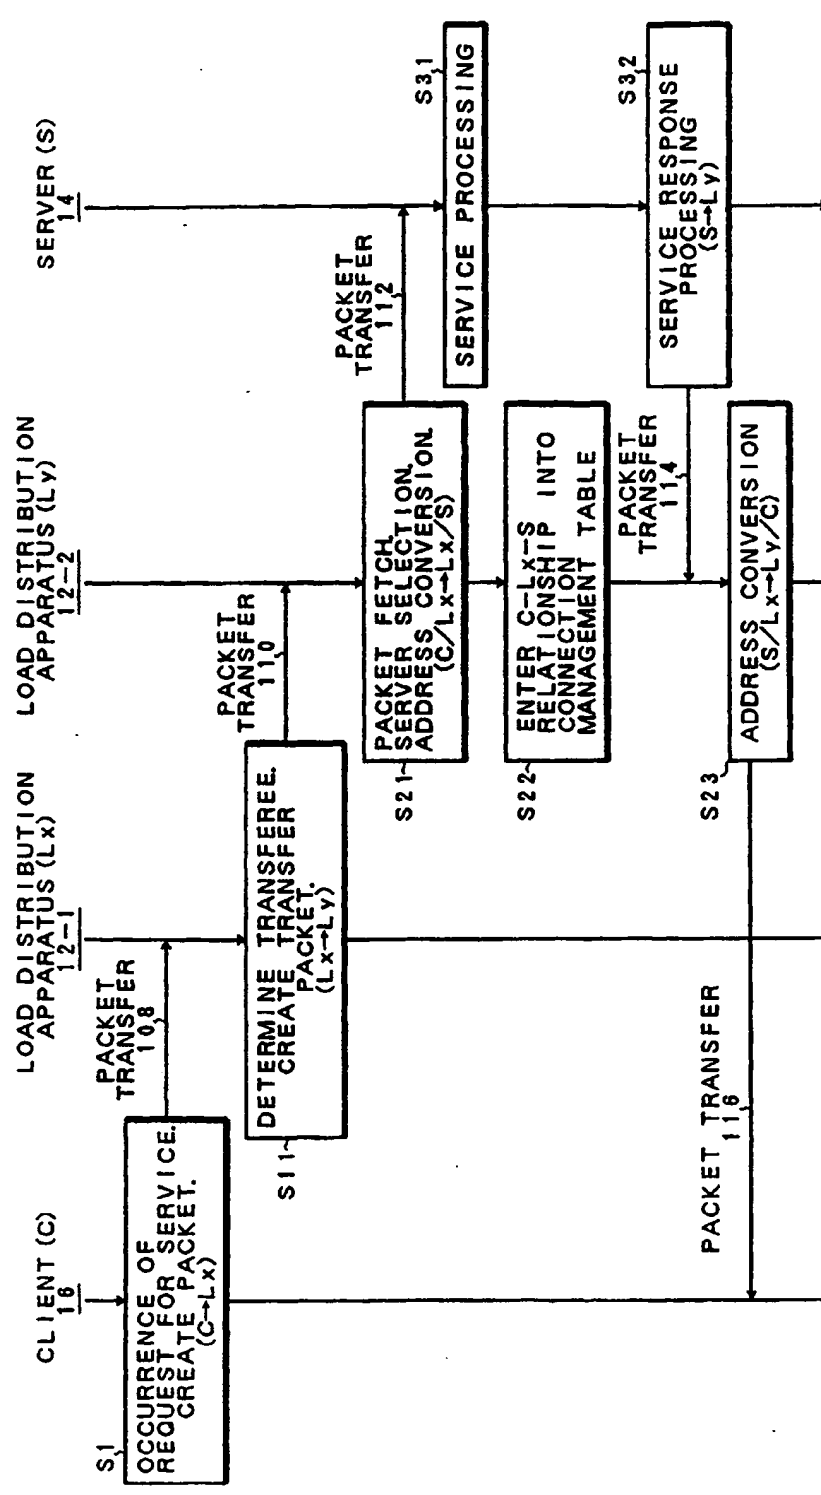 CLIENT (C)
16
LOAD DISTRIBUTION
APPARATUS (Lx)
12-1
LOAD DISTRIBUTION
APPARATUS (Ly)
12-2
SERVER (S)
14
S1
OCCURRENCE OF
REQUEST FOR SERVICE.
CREATE PACKET.
(C→Lx)
PACKET
TRANSFER
108
S11
DETERMINE TRANSFEREE.
CREATE TRANSFER
PACKET.
(Lx→Ly)
PACKET
TRANSFER
110
S21
PACKET FETCH.
SERVER SELECTION.
ADDRESS CONVERSION.
(C/Lx→Lx/S)
PACKET
TRANSFER
112
S31
SERVICE PROCESSING
S22
ENTER C-Lx-S
RELATIONSHIP INTO
CONNECTION
MANAGEMENT TABLE
S32
SERVICE RESPONSE
PROCESSING
(S→Ly)
PACKET
TRANSFER
114
S23
ADDRESS CONVERSION
(S/Lx→Ly/C)
PACKET TRANSFER
116